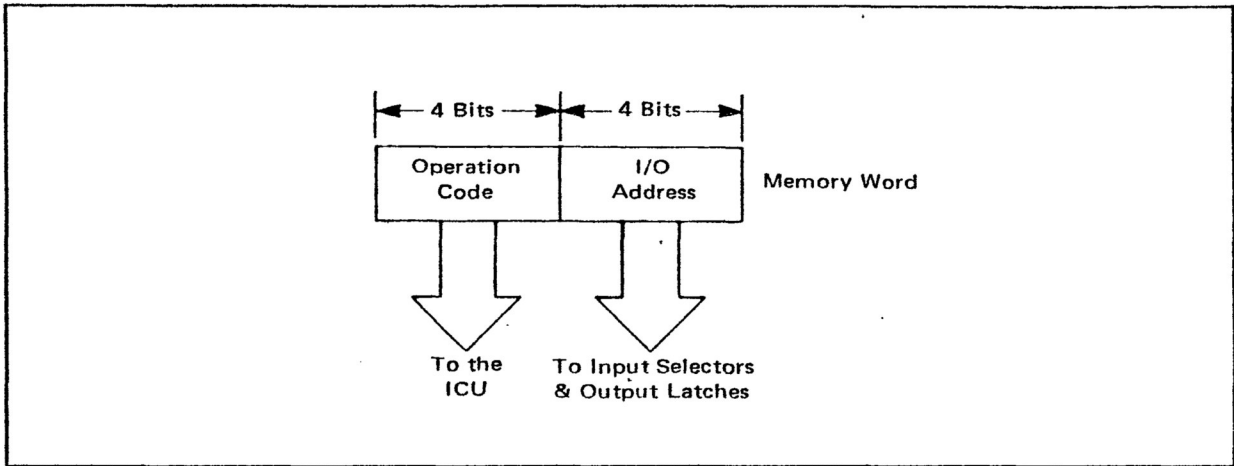 4 Bits 4 Bits
Operation Code
I/O Address
Memory Word
To the ICU
To Input Selectors & Output Latches